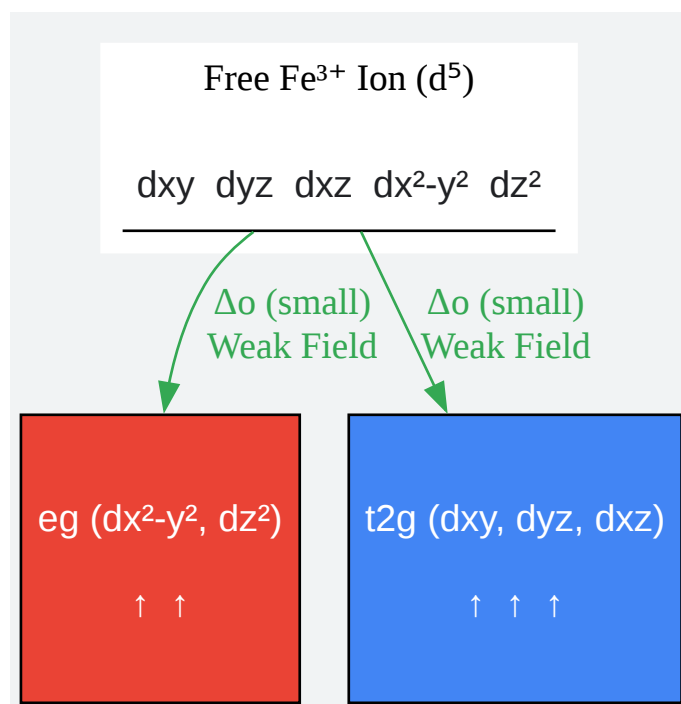 Free Fe³⁺ Ion (d⁵)
dxy dyz dxz dx²-y² dz²
Δo (small)
Weak Field
Δo (small)
Weak Field
eg (dx²-y², dz²)
↑ ↑
t2g (dxy, dyz, dxz)
↑ ↑ ↑